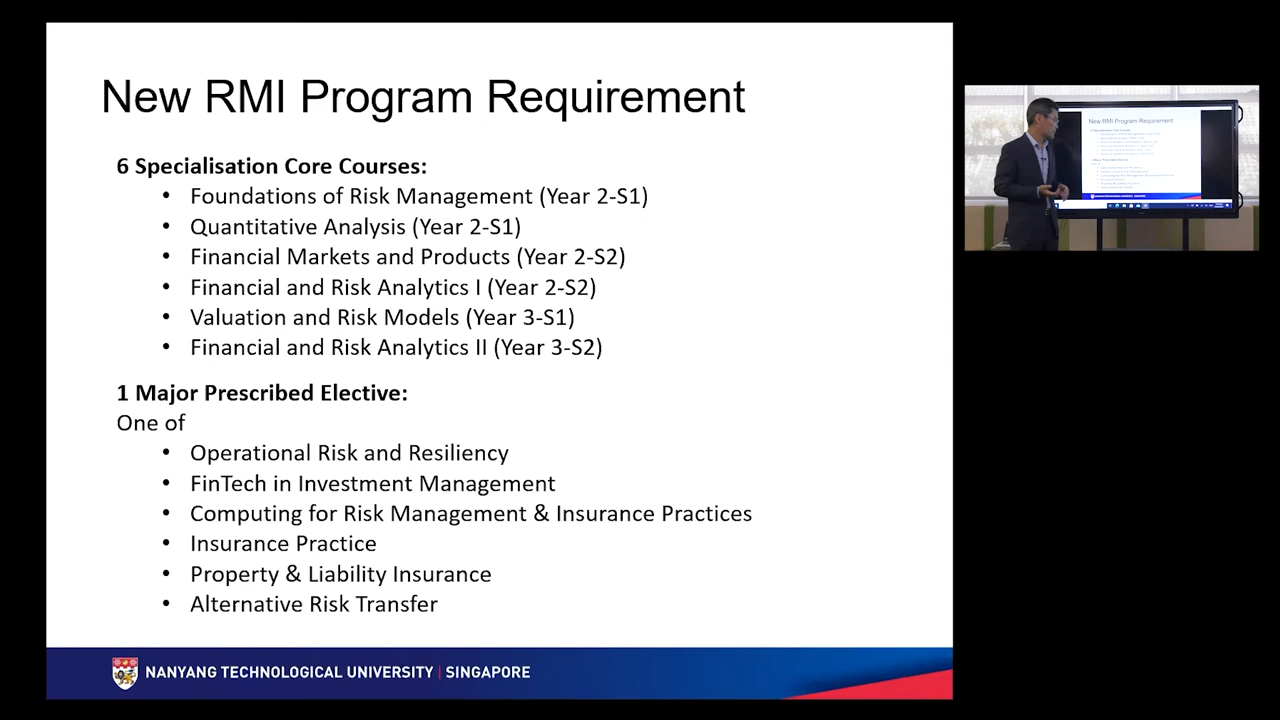 New RMI Program Requirement
6 Specialisation Core Courses:
• Foundations of Risk Management (Year 2-S1)
• Quantitative Analysis (Year 2-S1)
• Financial Markets and Products (Year 2-S2)
• Financial and Risk Analytics I (Year 2-S2)
• Valuation and Risk Models (Year 3-S1)
• Financial and Risk Analytics II (Year 3-S2)
1 Major Prescribed Elective:
One of
• Operational Risk and Resiliency
• FinTech in Investment Management
• Computing for Risk Management & Insurance Practices
• Insurance Practice
• Property & Liability Insurance
• Alternative Risk Transfer
NANYANG TECHNOLOGICAL UNIVERSITY | SINGAPORE
New RMI Program Requirement